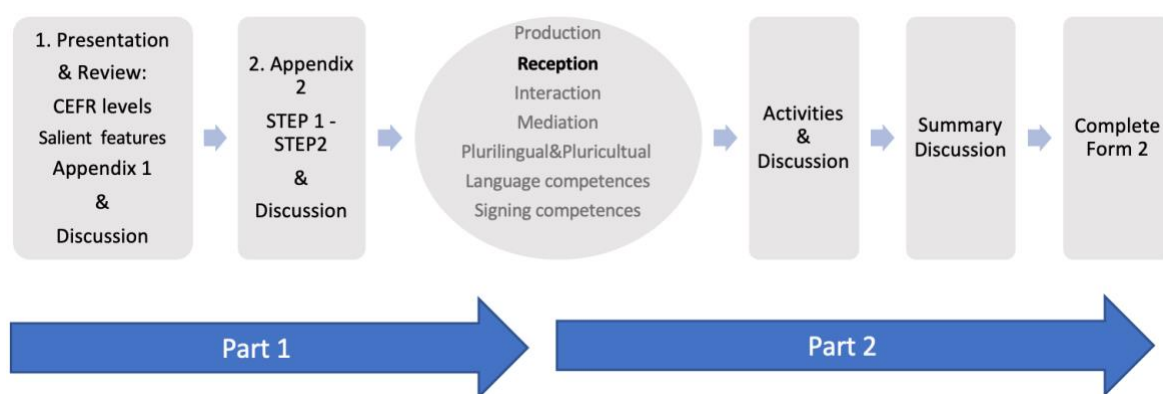 1. Presentation
& Review:
CEFR levels
Salient features
Appendix 1
&
Discussion
2. Appendix
2
STEP 1 -
STEP2
&
Discussion
Production
Reception
Interaction
Mediation
Plurilingual&Pluricultual
Language competences
Signing competences
Activities
&
Discussion
Summary
Discussion
Complete
Form 2
Part 1
Part 2